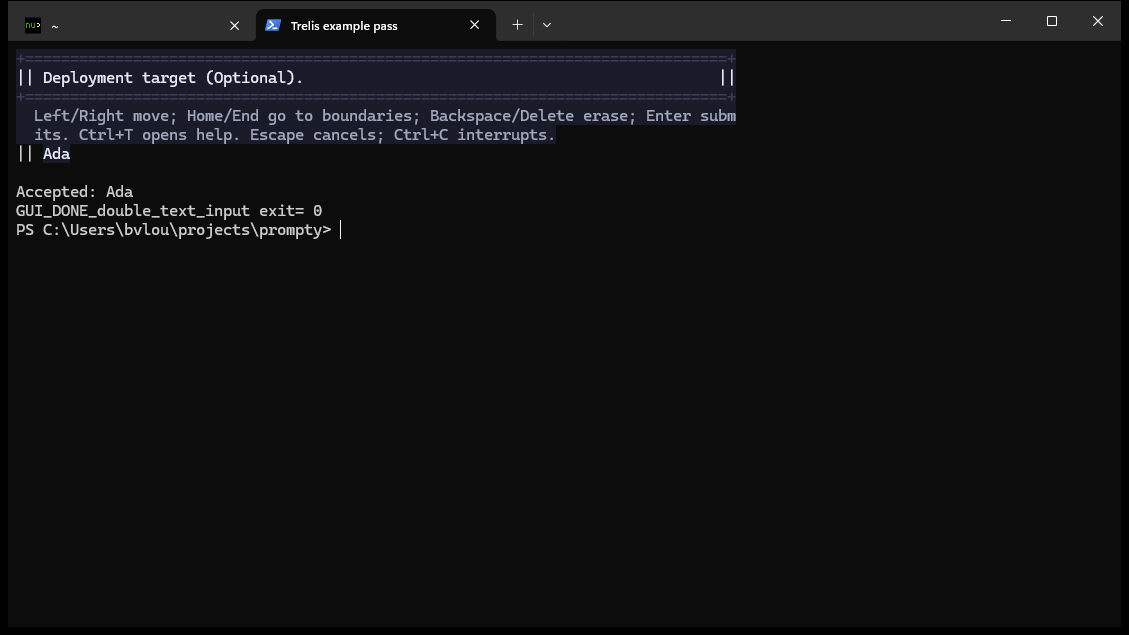 nu> ~
Trelis example pass
+==============================================================================+
|| Deployment target (Optional). ||
+==============================================================================+
Left/Right move; Home/End go to boundaries; Backspace/Delete erase; Enter subm
its. Ctrl+T opens help. Escape cancels; Ctrl+C interrupts.
|| Ada
Accepted: Ada
GUI_DONE_double_text_input exit= 0
PS C:\Users\bvlou\projects\prompty>